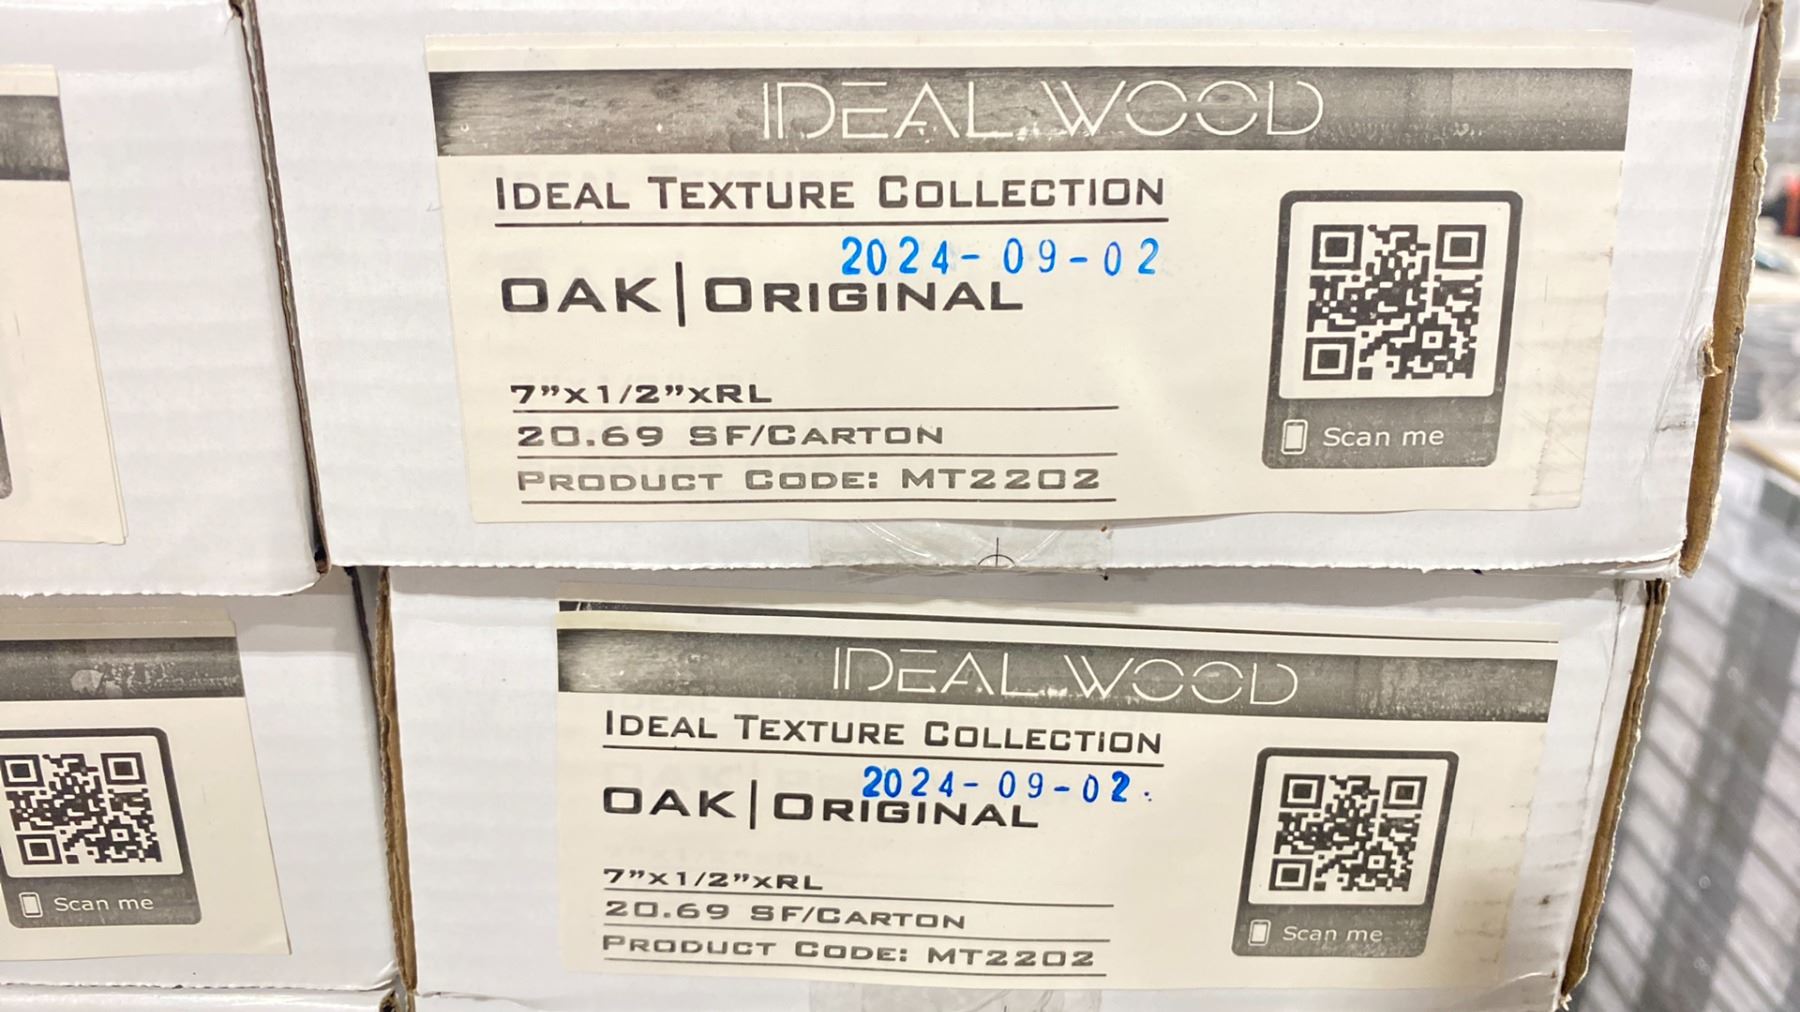 IDEAL WOOD
IDEAL TEXTURE COLLECTION
2024-09-02
OAK|ORIGINAL
7”x1/2”xRL
20.69 SF/CARTON
PRODUCT CODE: MT2202
Scan me
IDEAL WOOD
IDEAL TEXTURE COLLECTION
2024-09-02.
OAK|ORIGINAL
7”x1/2”xRL
20.69 SF/CARTON
PRODUCT CODE: MT2202
Scan me
Scan me